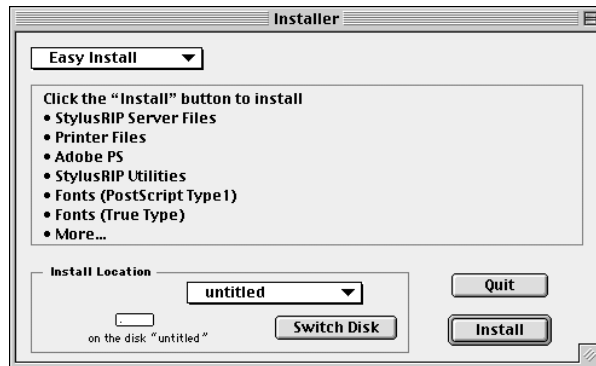 Installer
Easy Install
Click the “Install” button to install
• StylusRIP Server Files
• Printer Files
• Adobe PS
• StylusRIP Utilities
• Fonts (PostScript Type1)
• Fonts (True Type)
• More...
Install Location
untitled
on the disk “untitled”
Switch Disk
Quit
Install